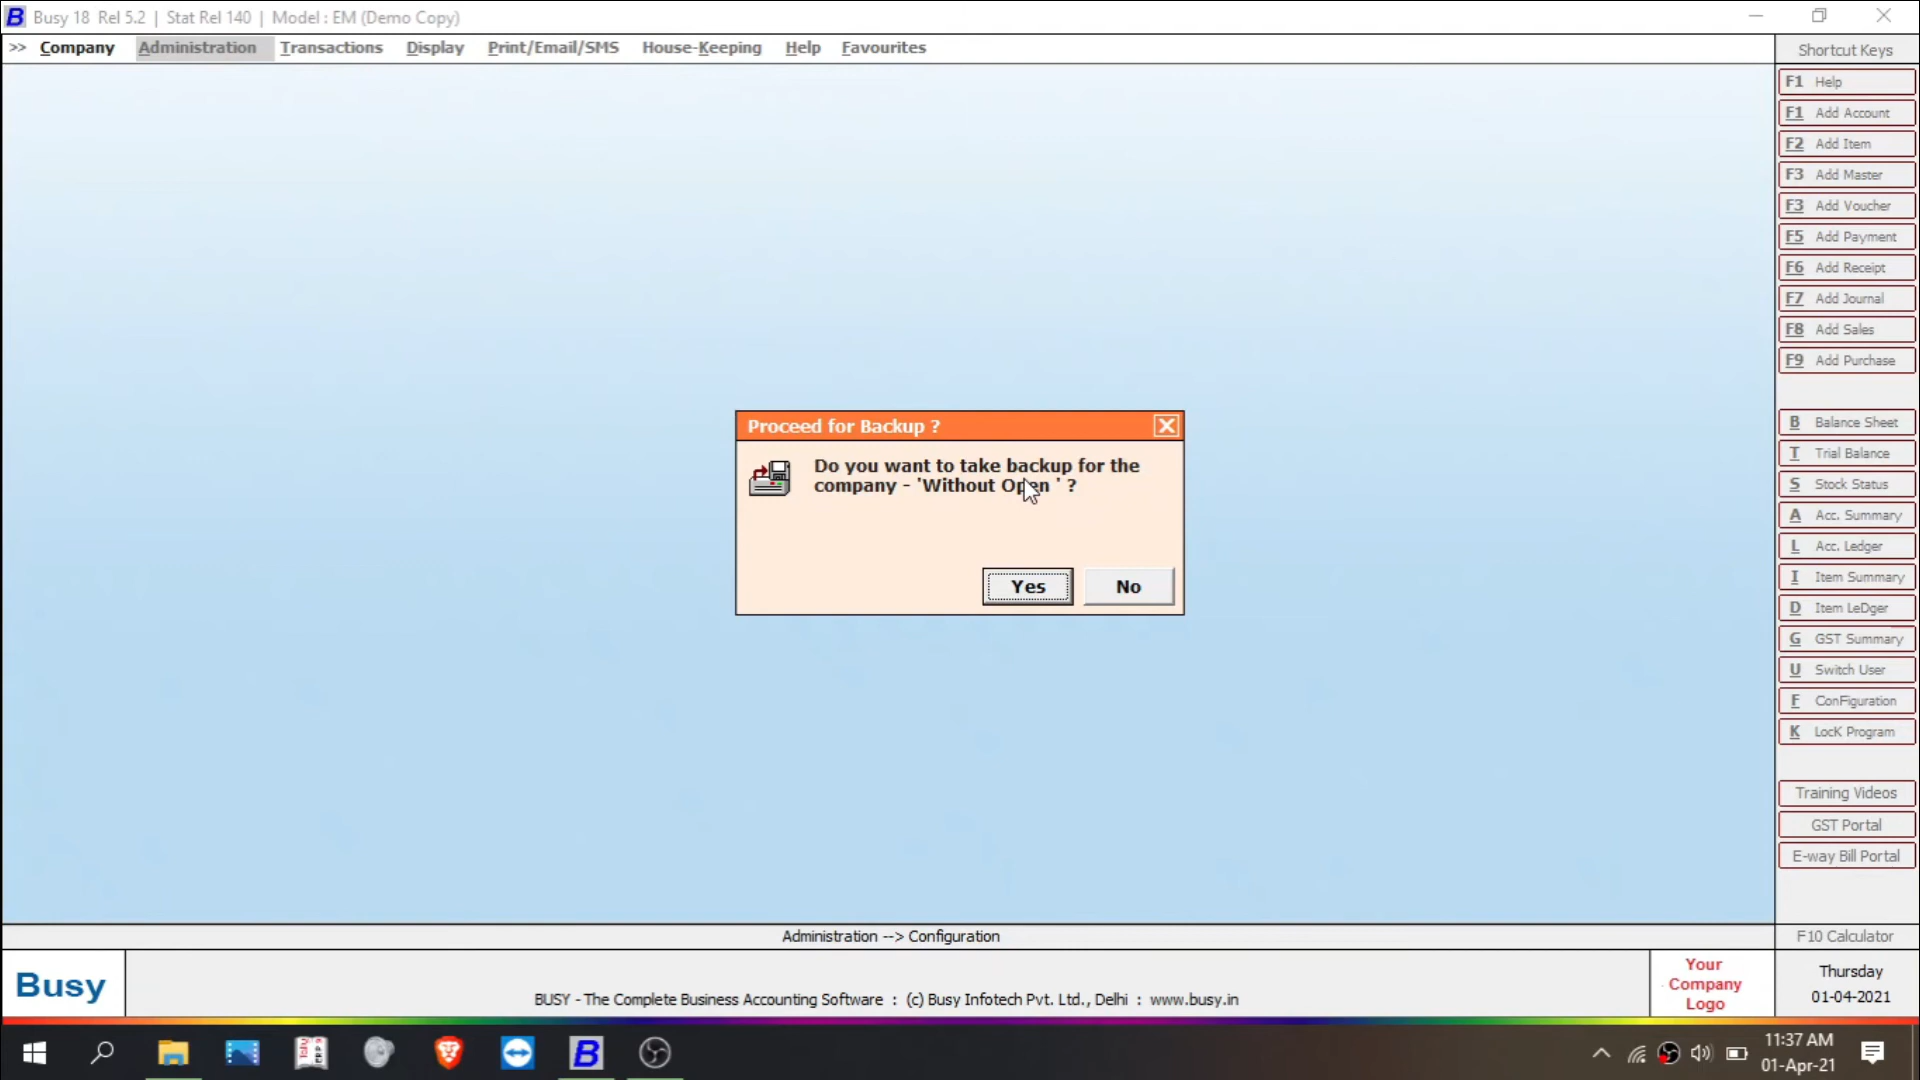 Busy 18 Rel 5.2 | Stat Rel 140 | Model : EM (Demo Copy)
>> Company Administration Transactions Display Print/Email/SMS House-Keeping Help Favourites
Shortcut Keys
F1 Help
F1 Add Account
F2 Add Item
F3 Add Master
F3 Add Voucher
F5 Add Payment
F6 Add Receipt
F7 Add Journal
F8 Add Sales
F9 Add Purchase
B Balance Sheet
T Trial Balance
S Stock Status
A Acc. Summary
L Acc. Ledger
I Item Summary
D Item LeDger
G GST Summary
U Switch User
F ConFiguration
K LocK Program
Training Videos
GST Portal
E-way Bill Portal
Proceed for Backup ?
Do you want to take backup for the
company - 'Without Open ' ?
Yes No
Administration --> Configuration
F10 Calculator
Busy
BUSY - The Complete Business Accounting Software : (c) Busy Infotech Pvt. Ltd., Delhi : www.busy.in
Your
Company
Logo
Thursday
01-04-2021
11:37 AM
01-Apr-21